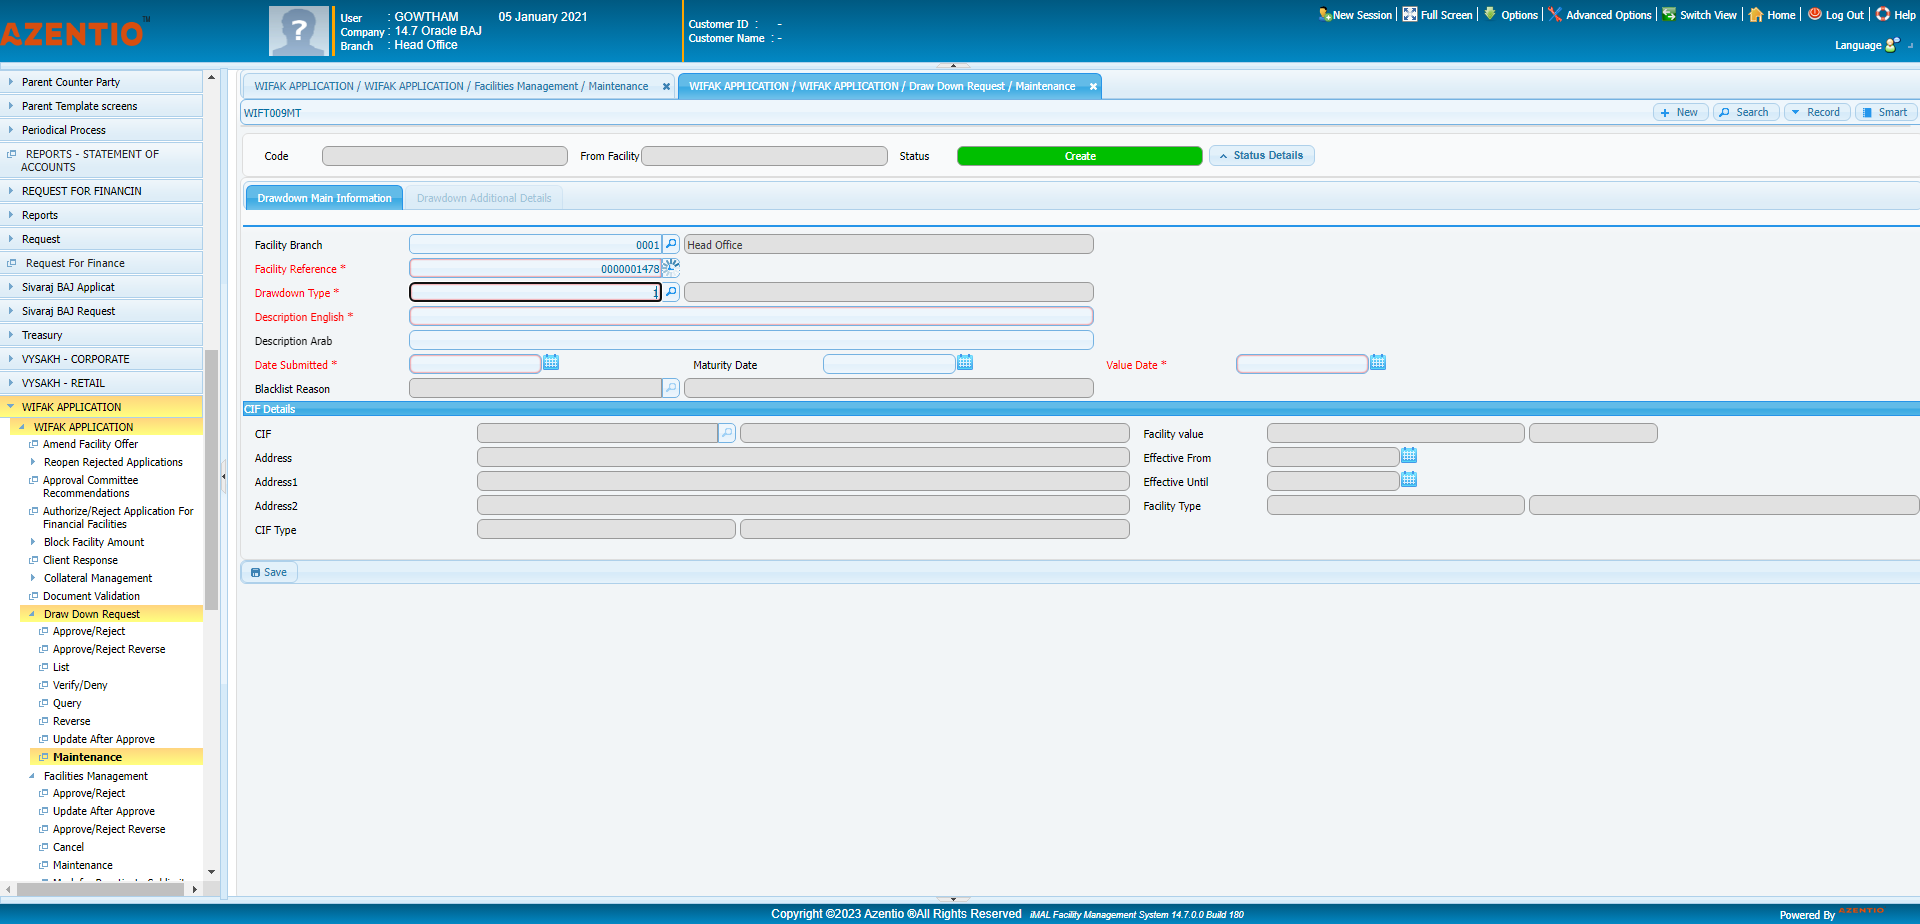 AZENTIO TM
User : GOWTHAM 05 January 2021
Company : 14.7 Oracle BAJ
Branch : Head Office
Customer ID : -
Customer Name : -
New Session Full Screen Options Advanced Options Switch View Home Log Out Help
Language
Parent Counter Party
Parent Template screens
Periodical Process
REPORTS - STATEMENT OF
ACCOUNTS
REQUEST FOR FINANCIN
Reports
Request
Request For Finance
Sivaraj BAJ Applicat
Sivaraj BAJ Request
Treasury
VYSAKH - CORPORATE
VYSAKH - RETAIL
WIFAK APPLICATION
WIFAK APPLICATION
Amend Facility Offer
Reopen Rejected Applications
Approval Committee
Recommendations
Authorize/Reject Application For
Financial Facilities
Block Facility Amount
Client Response
Collateral Management
Document Validation
Draw Down Request
Approve/Reject
Approve/Reject Reverse
List
Verify/Deny
Query
Reverse
Update After Approve
Maintenance
Facilities Management
Approve/Reject
Update After Approve
Approve/Reject Reverse
Cancel
Maintenance
WIFAK APPLICATION / WIFAK APPLICATION / Facilities Management / Maintenance
WIFAK APPLICATION / WIFAK APPLICATION / Draw Down Request / Maintenance
WIFT009MT
New Search Record Smart
Code From Facility Status Create Status Details
Drawdown Main Information Drawdown Additional Details
Facility Branch 0001 Head Office
Facility Reference * 0000001478
Drawdown Type * 1
Description English *
Description Arab
Date Submitted * Maturity Date Value Date *
Blacklist Reason
CIF Details
CIF Facility value
Address Effective From
Address1 Effective Until
Address2 Facility Type
CIF Type
Save
Copyright ©2023 Azentio ®All Rights Reserved iMAL Facility Management System 14.7.0.0 Build 180
Powered By AZENTIO